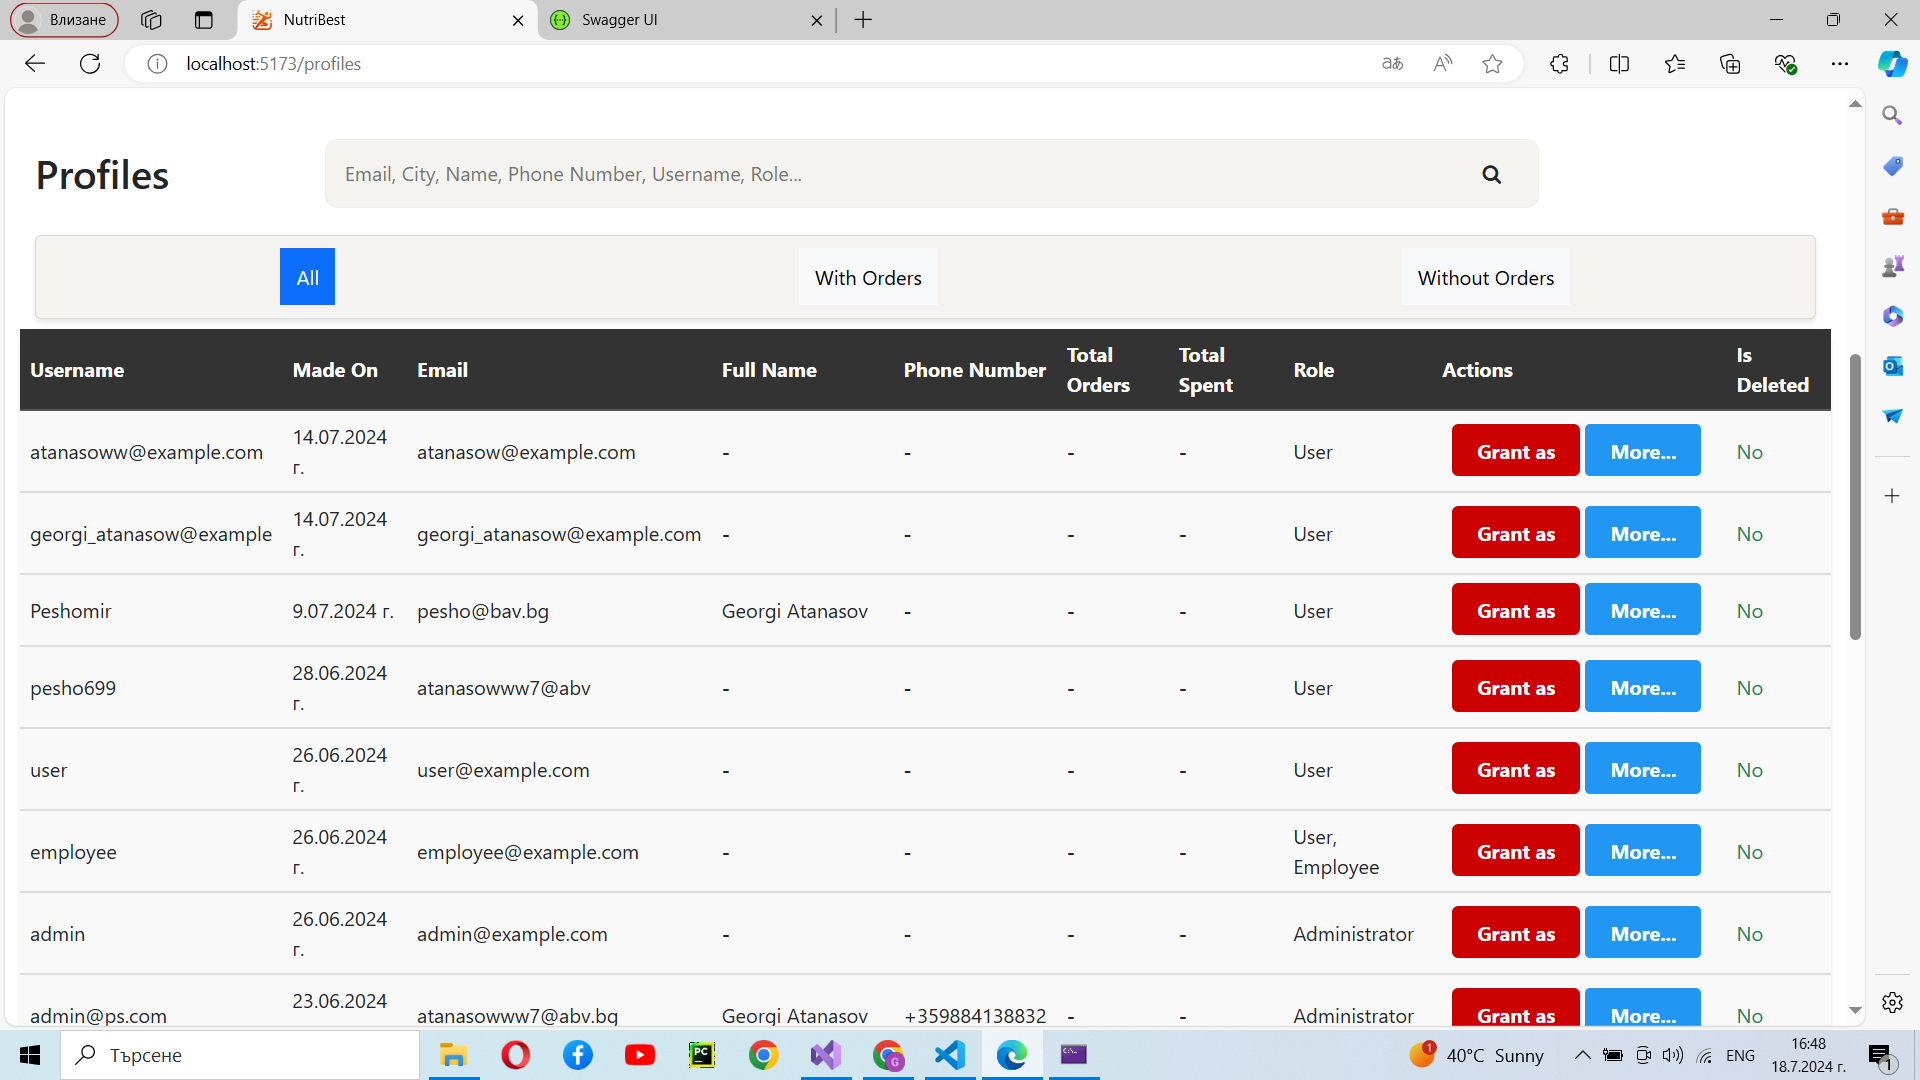 Влизане
NutriBest
Swagger UI
localhost:5173/profiles
Profiles
Email, City, Name, Phone Number, Username, Role...
All
With Orders
Without Orders
Username Made On Email Full Name Phone Number Total Orders Total Spent Role Actions Is Deleted
atanasoww@example.com 14.07.2024 г. atanasow@example.com - - - - User Grant as More... No
georgi_atanasow@example 14.07.2024 г. georgi_atanasow@example.com - - - - User Grant as More... No
Peshomir 9.07.2024 г. pesho@bav.bg Georgi Atanasov - - - User Grant as More... No
pesho699 28.06.2024 г. atanasowww7@abv - - - - User Grant as More... No
user 26.06.2024 г. user@example.com - - - - User Grant as More... No
employee 26.06.2024 г. employee@example.com - - - - User, Employee Grant as More... No
admin 26.06.2024 г. admin@example.com - - - - Administrator Grant as More... No
admin@ps.com 23.06.2024 atanasowww7@abv.bg Georgi Atanasov +359884138832 - - Administrator Grant as More... No
Търсене
PC
1
40°C Sunny
ENG
16:48
18.7.2024 г.
1